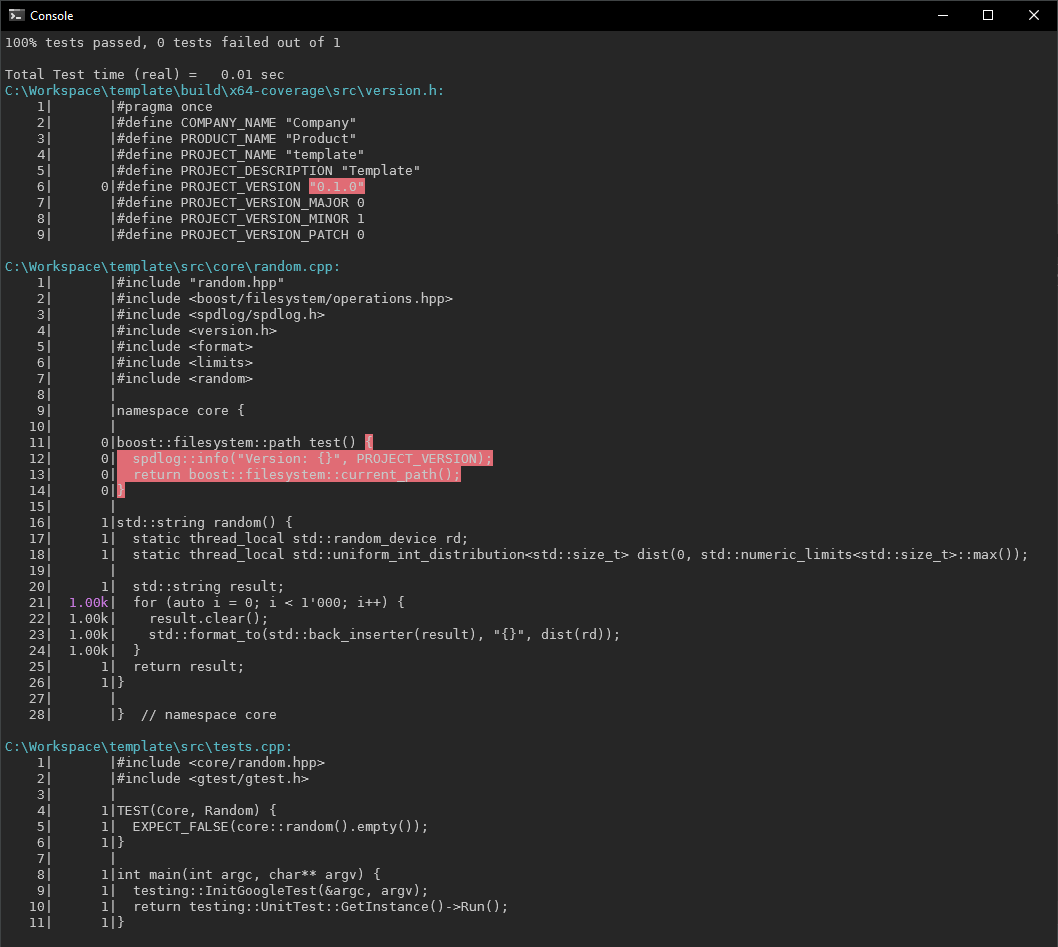 Console
100% tests passed, 0 tests failed out of 1

Total Test time (real) =   0.01 sec
C:\Workspace\template\build\x64-coverage\src\version.h:
    1|       |#pragma once
    2|       |#define COMPANY_NAME "Company"
    3|       |#define PRODUCT_NAME "Product"
    4|       |#define PROJECT_NAME "template"
    5|       |#define PROJECT_DESCRIPTION "Template"
    6|      0|#define PROJECT_VERSION "0.1.0"
    7|       |#define PROJECT_VERSION_MAJOR 0
    8|       |#define PROJECT_VERSION_MINOR 1
    9|       |#define PROJECT_VERSION_PATCH 0

C:\Workspace\template\src\core\random.cpp:
    1|       |#include "random.hpp"
    2|       |#include <boost/filesystem/operations.hpp>
    3|       |#include <spdlog/spdlog.h>
    4|       |#include <version.h>
    5|       |#include <format>
    6|       |#include <limits>
    7|       |#include <random>
    8|       |
    9|       |namespace core {
   10|       |
   11|      0|boost::filesystem::path test() {
   12|      0|  spdlog::info("Version: {}", PROJECT_VERSION);
   13|      0|  return boost::filesystem::current_path();
   14|      0|}
   15|       |
   16|      1|std::string random() {
   17|      1|  static thread_local std::random_device rd;
   18|      1|  static thread_local std::uniform_int_distribution<std::size_t> dist(0, std::numeric_limits<std::size_t>::max());
   19|       |
   20|      1|  std::string result;
   21|  1.00k|  for (auto i = 0; i < 1'000; i++) {
   22|  1.00k|    result.clear();
   23|  1.00k|    std::format_to(std::back_inserter(result), "{}", dist(rd));
   24|  1.00k|  }
   25|      1|  return result;
   26|      1|}
   27|       |
   28|       |}  // namespace core

C:\Workspace\template\src\tests.cpp:
    1|       |#include <core/random.hpp>
    2|       |#include <gtest/gtest.h>
    3|       |
    4|      1|TEST(Core, Random) {
    5|      1|  EXPECT_FALSE(core::random().empty());
    6|      1|}
    7|       |
    8|      1|int main(int argc, char** argv) {
    9|      1|  testing::InitGoogleTest(&argc, argv);
   10|      1|  return testing::UnitTest::GetInstance()->Run();
   11|      1|}